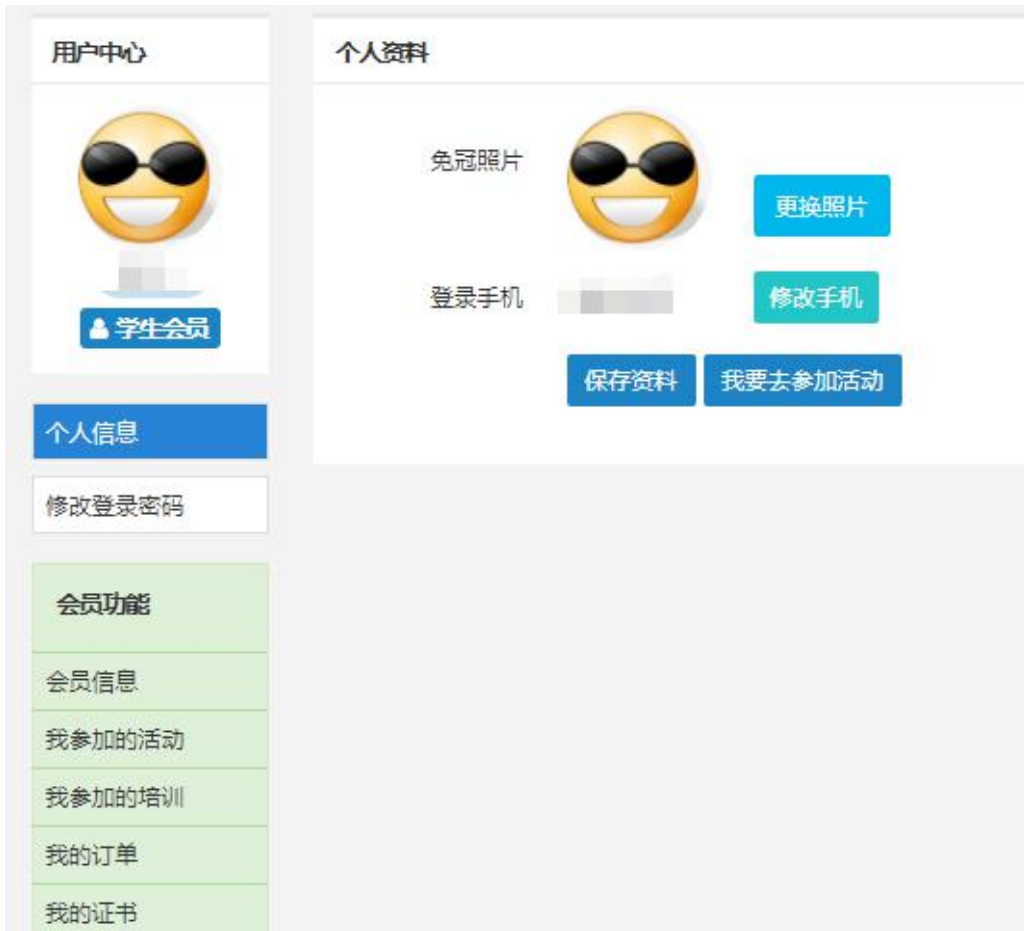 用户中心
学生会员
个人信息
修改登录密码
会员功能
会员信息
我参加的活动
我参加的培训
我的订单
我的证书
个人资料
免冠照片
更换照片
登录手机
修改手机
保存资料 我要去参加活动